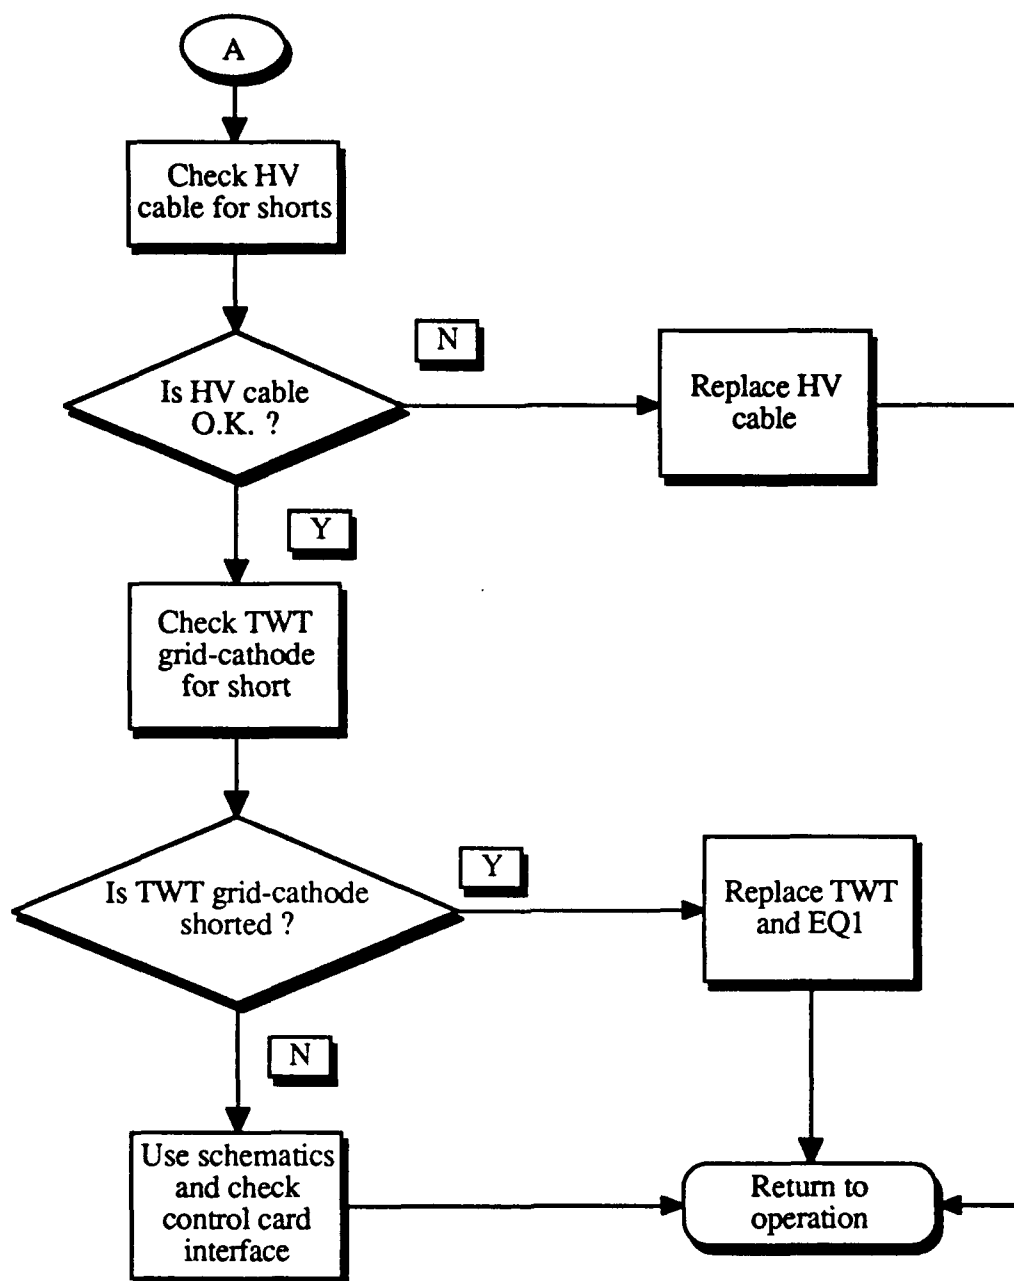 A
Check HV
cable for shorts
N
Is HV cable
O.K. ?
Replace HV
cable
Y
Check TWT
grid-cathode
for short
Y
Is TWT grid-cathode
shorted ?
Replace TWT
and EQ1
N
Use schematics
and check
control card
interface
Return to
operation